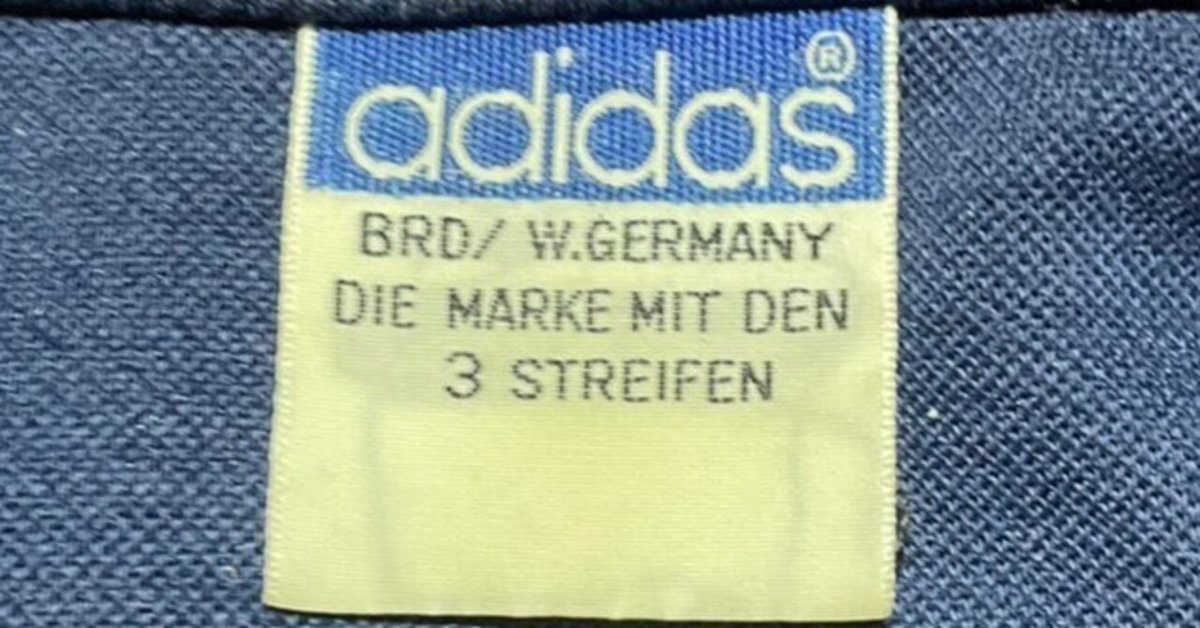 adidas®
BRD/ W.GERMANY
DIE MARKE MIT DEN
3 STREIFEN